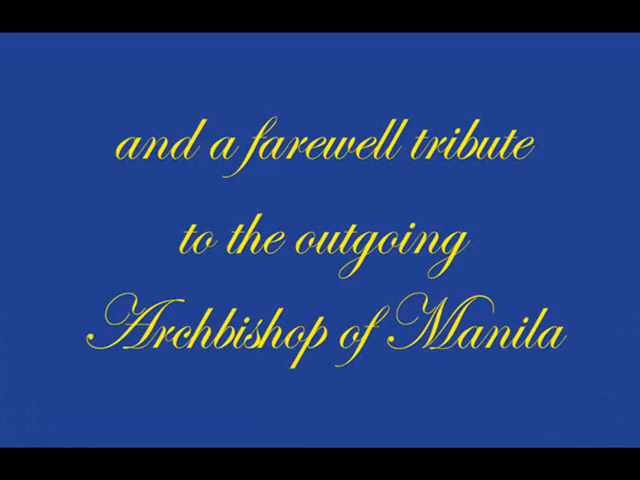 and a farewell tribute
to the outgoing
Archbishop of Manila